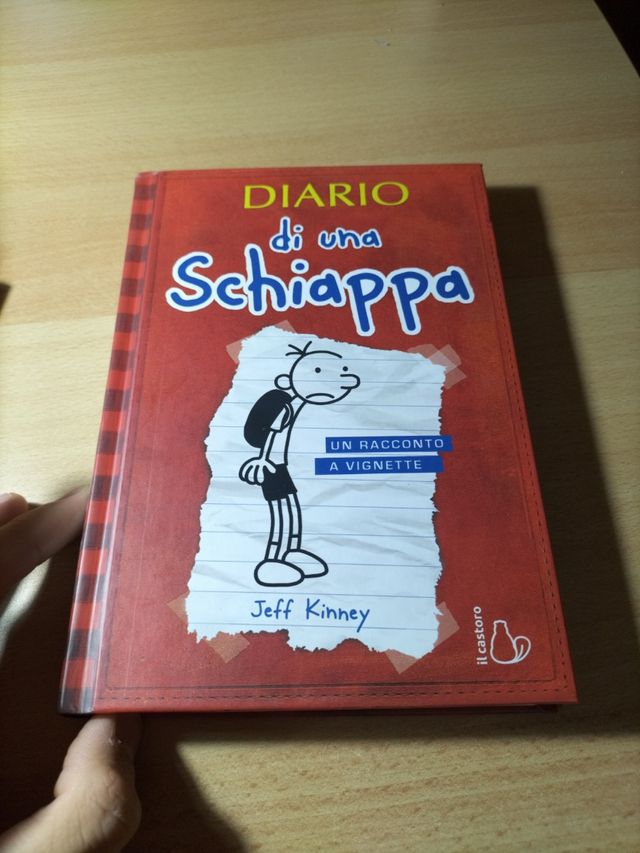 DIARIO
di una
Schiappa
UN RACCONTO
A VIGNETTE
Jeff Kinney
il castoro